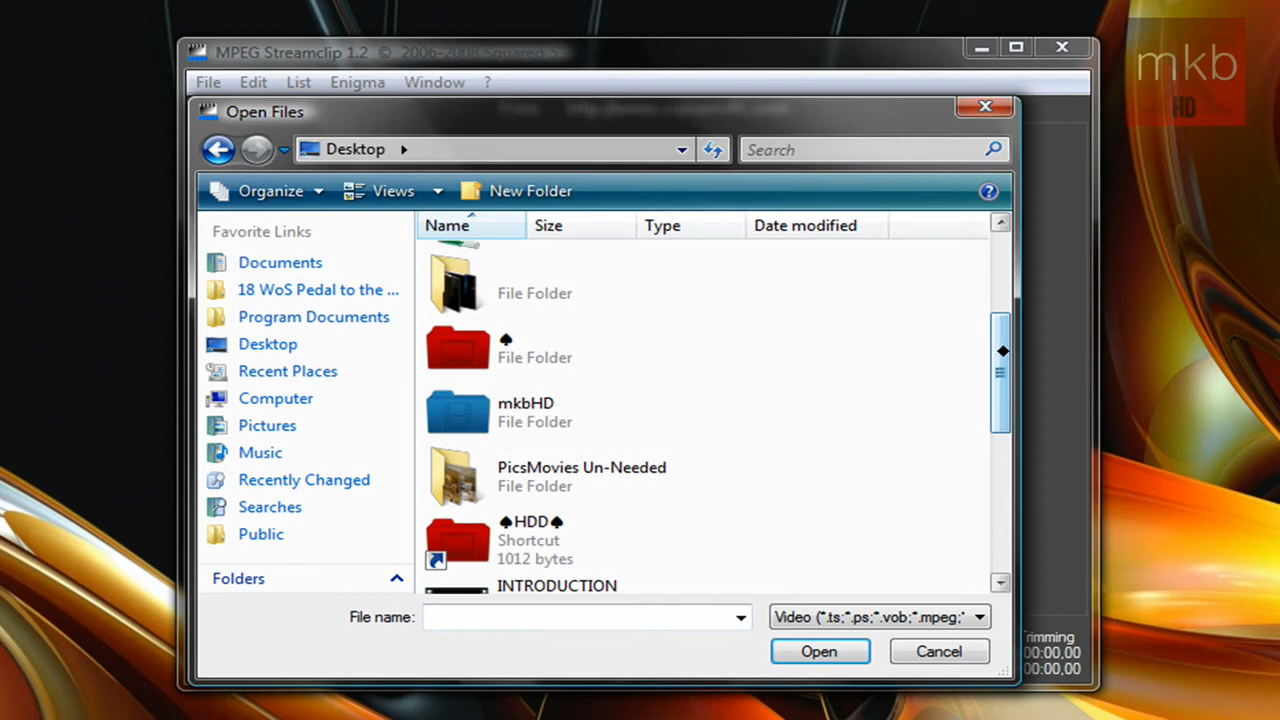 mkb
HD
MPEG Streamclip 1.2 © 2006-2008 Squared 5
File Edit List Enigma Window ?
Open Files
Desktop
Search
Organize Views New Folder
Favorite Links
Documents
18 WoS Pedal to the ...
Program Documents
Desktop
Recent Places
Computer
Pictures
Music
Recently Changed
Searches
Public
Folders
Name Size Type Date modified
File Folder
♠
File Folder
mkbHD
File Folder
PicsMovies Un-Needed
File Folder
♠HDD♠
Shortcut
1012 bytes
INTRODUCTION
File name:
Video (*.ts;*.ps;*.vob;*.mpeg;*
Open Cancel
Trimming
00:00,00
00:00,00